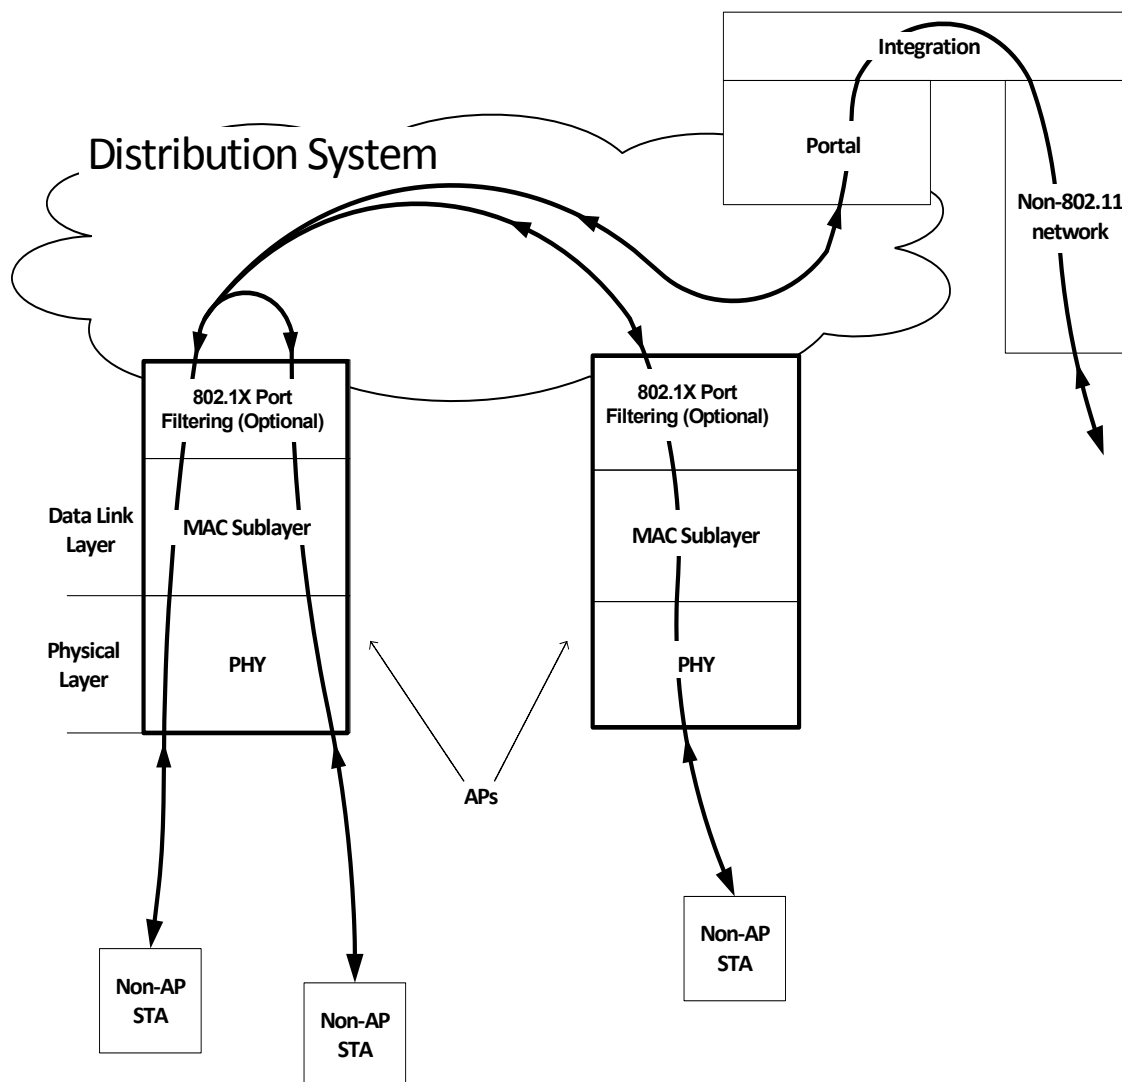 Integration
Distribution System
Portal
Non-802.11
network
802.1X Port
Filtering (Optional)
802.1X Port
Filtering (Optional)
Data Link
Layer
MAC Sublayer
MAC Sublayer
Physical
Layer
PHY
PHY
APs
Non-AP
STA
Non-AP
STA
Non-AP
STA